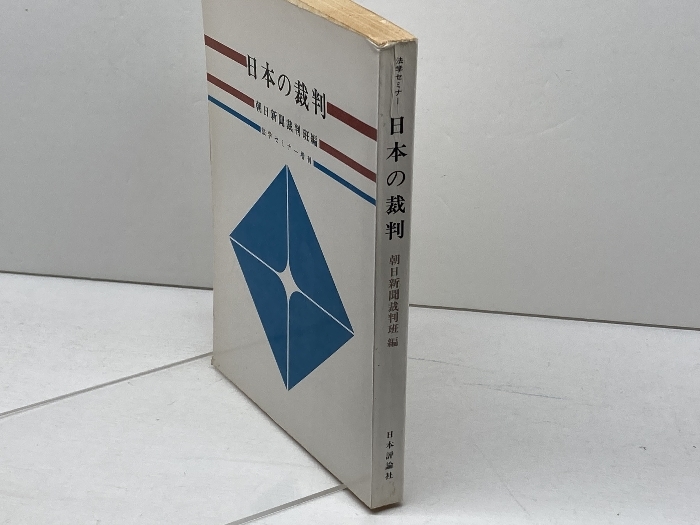 日本の裁判
朝日新聞裁判班編
法学セミナー増刊
法学セミナー
日本の裁判
朝日新聞裁判班編
日本評論社